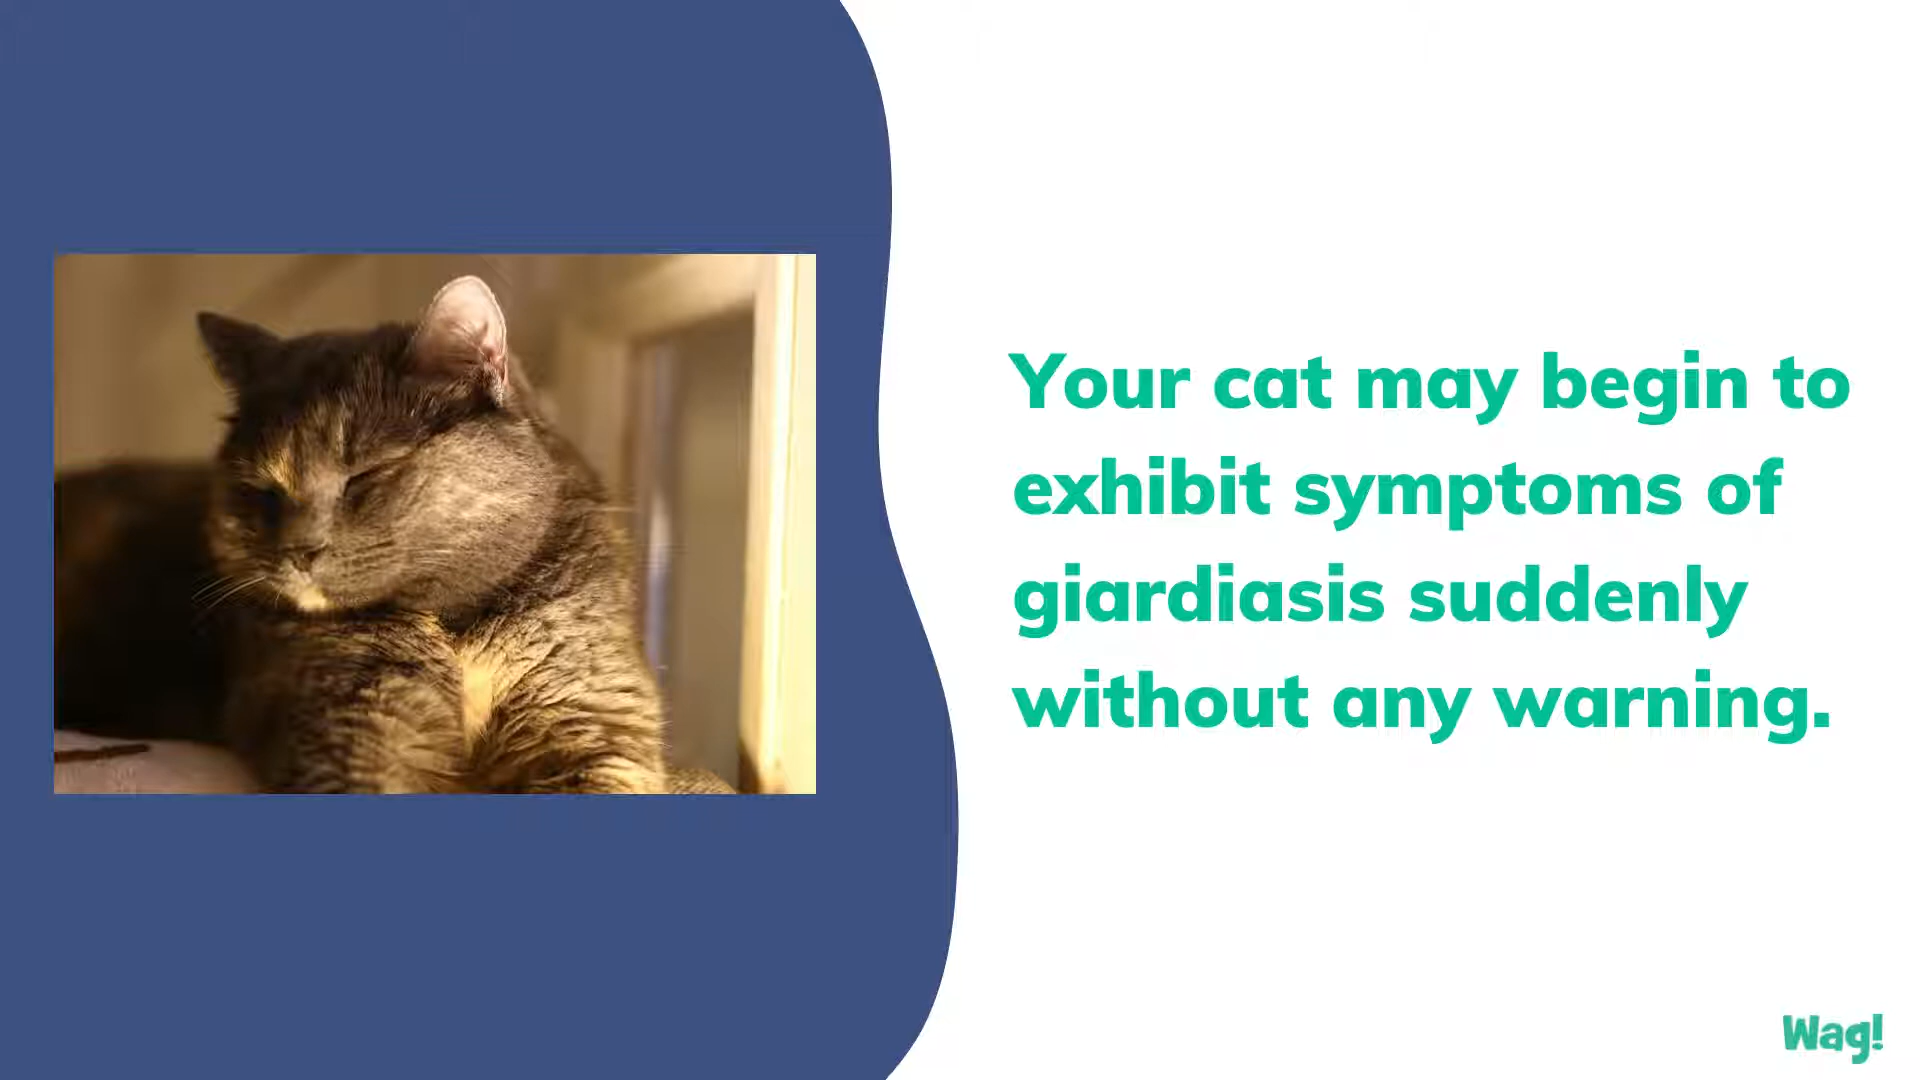 Your cat may begin to
exhibit symptoms of
giardiasis suddenly
without any warning.
Wag!